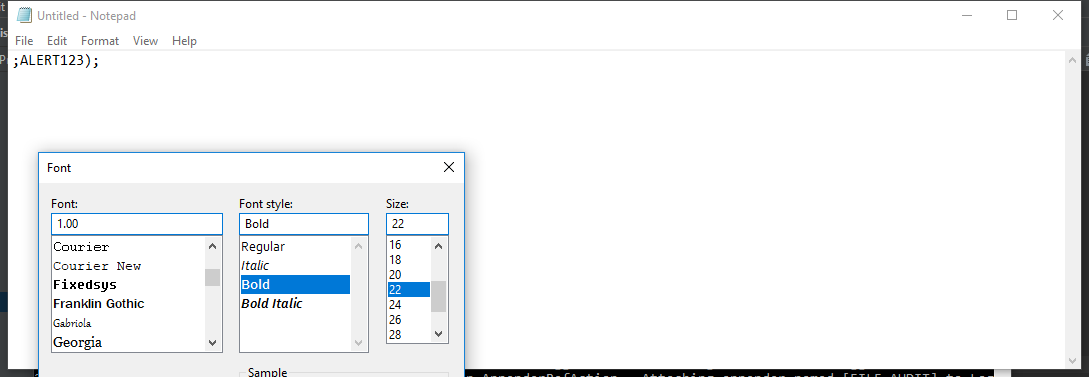 Untitled - Notepad
File Edit Format View Help
;ALERT123);
Font
Font: Font style: Size:
1.00 Bold 22
Courier Regular 16
Courier New Italic 18
Fixedsys Bold 20
Franklin Gothic Bold Italic 22
Gabriola 24
Georgia 26
28
Sample
AppenderRefAction - Attaching appender named [FILE_AUDIT] to Log